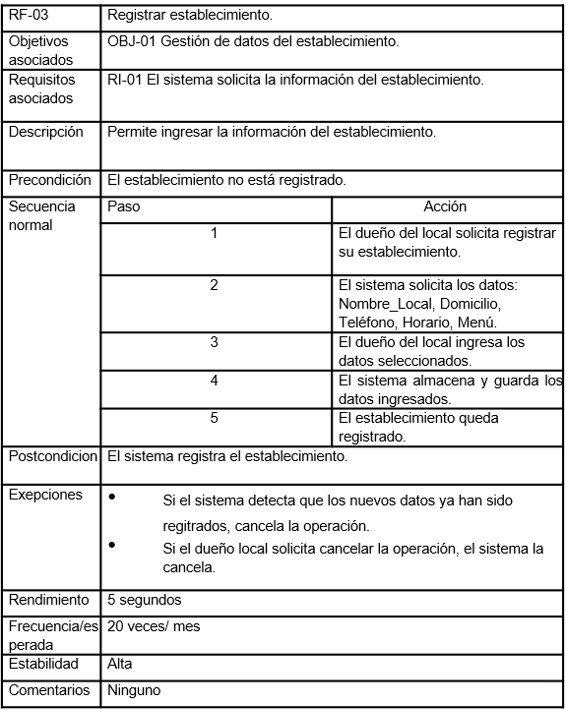 RF-03
Registrar establecimiento.
Objetivos
asociados
OBJ-01 Gestión de datos del establecimiento.
Requisitos
asociados
RI-01 El sistema solicita la información del establecimiento.
Descripción
Permite ingresar la información del establecimiento.
Precondición
El establecimiento no está registrado.
Secuencia
normal
Paso
Acción
1
El dueño del local solicita registrar
su establecimiento.
2
El sistema solicita los datos:
Nombre_Local, Domicilio,
Teléfono, Horario, Menú.
3
El dueño del local ingresa los
datos seleccionados.
4
El sistema almacena y guarda los
datos ingresados.
5
El establecimiento queda
registrado.
Postcondicion
El sistema registra el establecimiento.
Exepciones
• Si el sistema detecta que los nuevos datos ya han sido
regitrados, cancela la operación.
• Si el dueño local solicita cancelar la operación, el sistema la
cancela.
Rendimiento
5 segundos
Frecuencia/es
perada
20 veces/ mes
Estabilidad
Alta
Comentarios
Ninguno